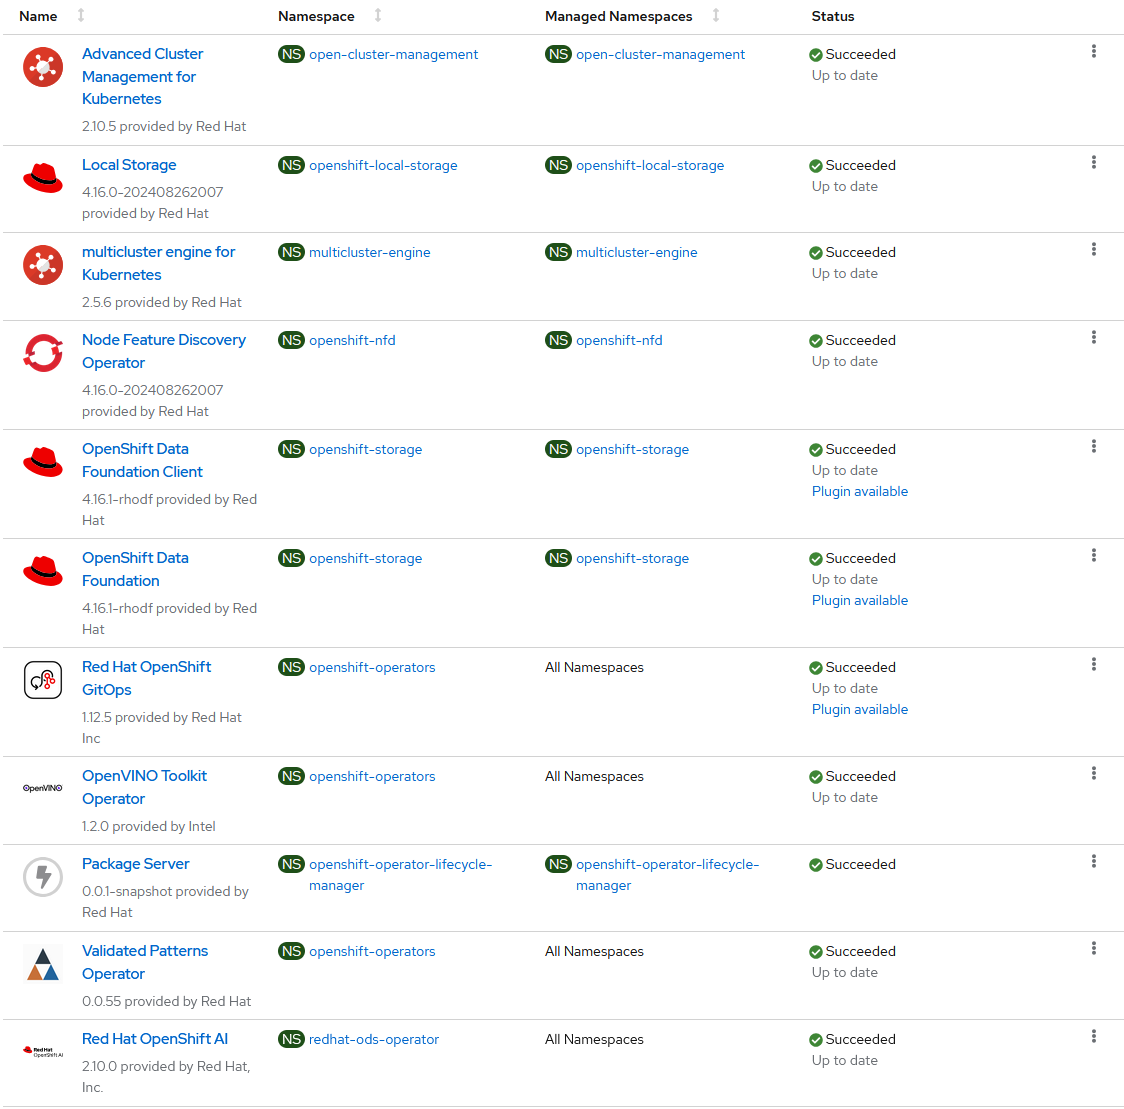 Name Namespace Managed Namespaces Status
Advanced Cluster NS open-cluster-management NS open-cluster-management Succeeded
Management for Up to date
Kubernetes
2.10.5 provided by Red Hat
Local Storage NS openshift-local-storage NS openshift-local-storage Succeeded
4.16.0-202408262007 Up to date
provided by Red Hat
multicluster engine for NS multicluster-engine NS multicluster-engine Succeeded
Kubernetes Up to date
2.5.6 provided by Red Hat
Node Feature Discovery NS openshift-nfd NS openshift-nfd Succeeded
Operator Up to date
4.16.0-202408262007
provided by Red Hat
OpenShift Data NS openshift-storage NS openshift-storage Succeeded
Foundation Client Up to date
4.16.1-rhodf provided by Red Plugin available
Hat
OpenShift Data NS openshift-storage NS openshift-storage Succeeded
Foundation Up to date
4.16.1-rhodf provided by Red Plugin available
Hat
Red Hat OpenShift NS openshift-operators All Namespaces Succeeded
GitOps Up to date
1.12.5 provided by Red Hat Plugin available
Inc
OpenVINO Toolkit NS openshift-operators All Namespaces Succeeded
OpenVINO Operator Up to date
1.2.0 provided by Intel
Package Server NS openshift-operator-lifecycle- NS openshift-operator-lifecycle- Succeeded
0.0.1-snapshot provided by manager manager
Red Hat
Validated Patterns NS openshift-operators All Namespaces Succeeded
Operator Up to date
0.0.55 provided by Red Hat
Red Hat OpenShift AI NS redhat-ods-operator All Namespaces Succeeded
Red Hat
OpenShift AI
2.10.0 provided by Red Hat, Up to date
Inc.